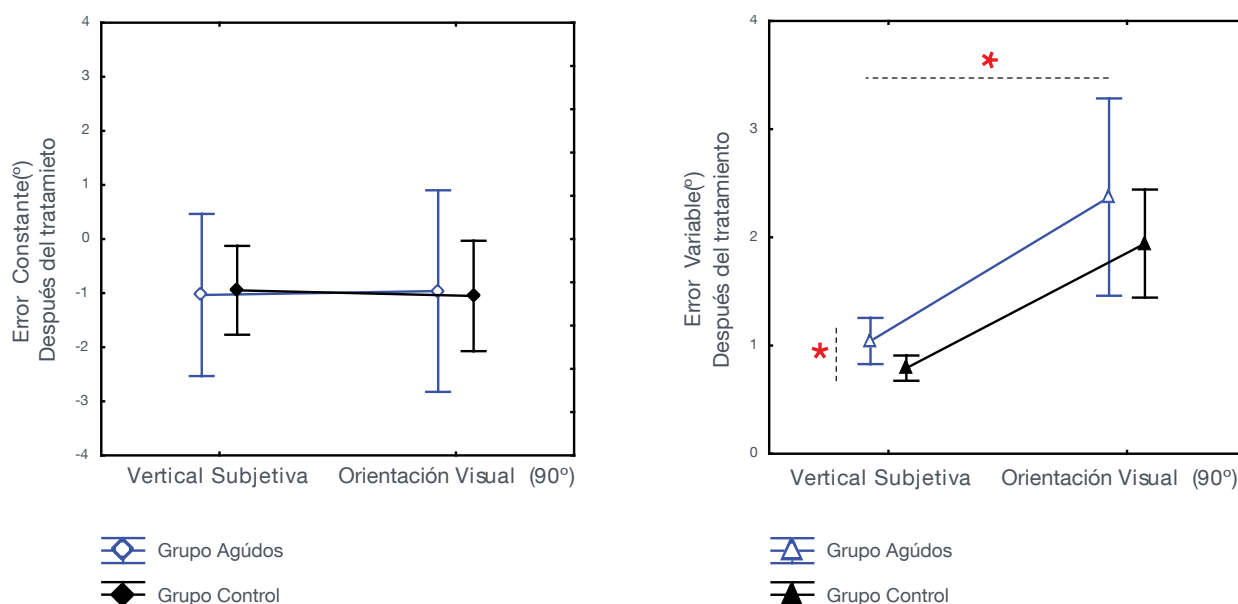 Error Constante(º)
Después del tratamieto
4
3
2
1
0
-1
-2
-3
-4
Vertical Subjetiva
Orientación Visual (90º)
Grupo Agúdos
Grupo Control
Error Variable(º)
Después del tratamiento
4
3
2
1
0
*
*
Vertical Subjetiva
Orientación Visual (90º)
Grupo Agúdos
Grupo Control